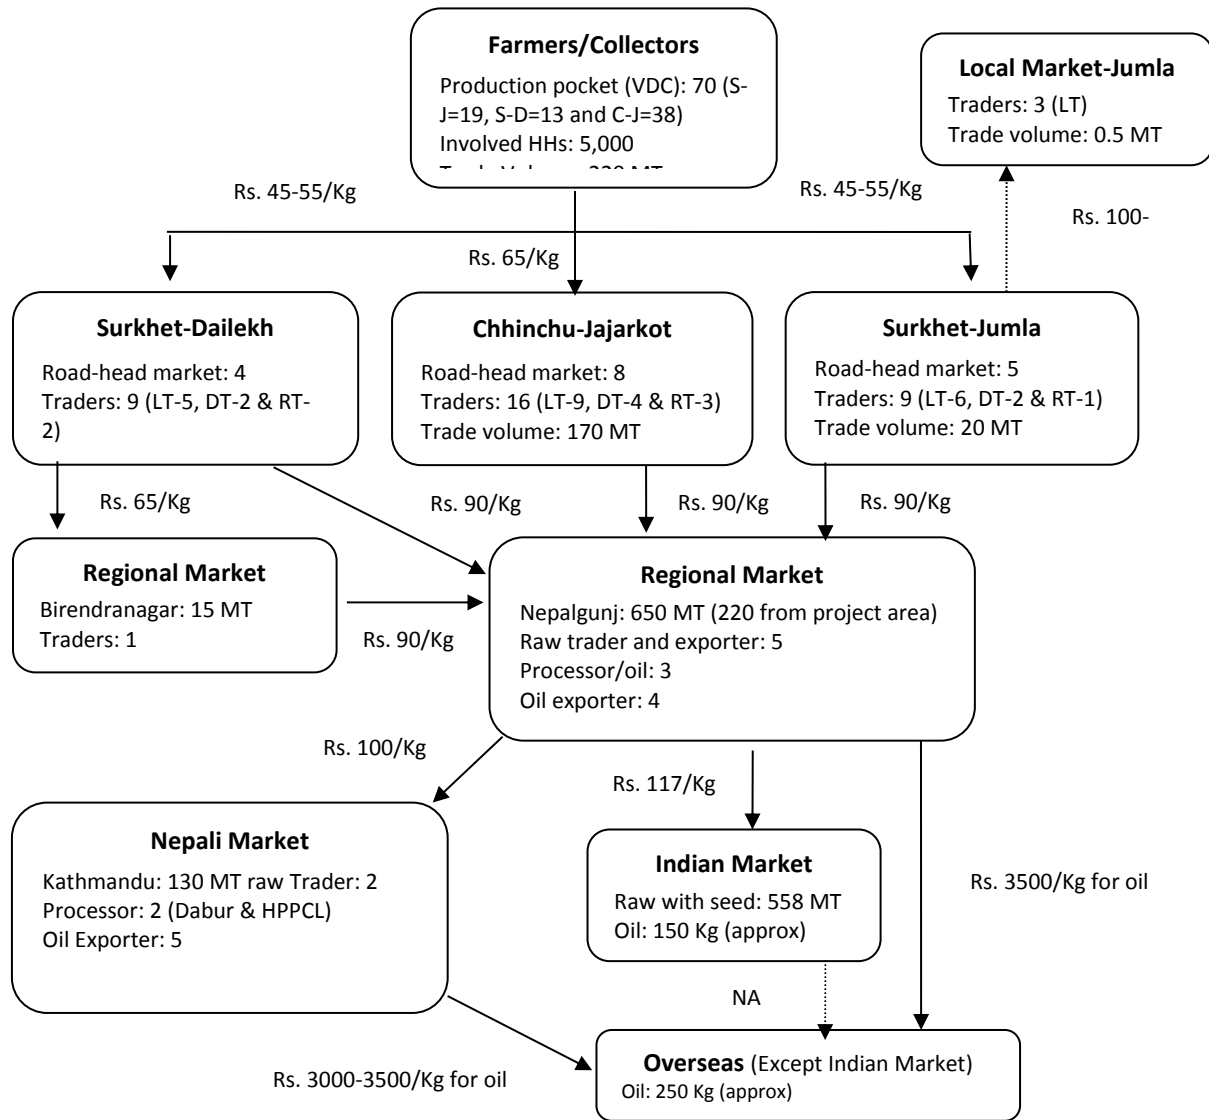 Farmers/Collectors
Production pocket (VDC): 70 (S-
J=19, S-D=13 and C-J=38)
Involved HHs: 5,000
Local Market-Jumla
Traders: 3 (LT)
Trade volume: 0.5 MT
Rs. 45-55/Kg
Rs. 65/Kg
Rs. 45-55/Kg
Rs. 100-
Surkhet-Dailekh
Road-head market: 4
Traders: 9 (LT-5, DT-2 & RT-
2)
Chhinchu-Jajarkot
Road-head market: 8
Traders: 16 (LT-9, DT-4 & RT-3)
Trade volume: 170 MT
Surkhet-Jumla
Road-head market: 5
Traders: 9 (LT-6, DT-2 & RT-1)
Trade volume: 20 MT
Rs. 65/Kg
Rs. 90/Kg
Rs. 90/Kg
Rs. 90/Kg
Regional Market
Birendranagar: 15 MT
Traders: 1
Rs. 90/Kg
Regional Market
Nepalgunj: 650 MT (220 from project area)
Raw trader and exporter: 5
Processor/oil: 3
Oil exporter: 4
Rs. 100/Kg
Rs. 117/Kg
Rs. 3500/Kg for oil
Nepali Market
Kathmandu: 130 MT raw Trader: 2
Processor: 2 (Dabur & HPPCL)
Oil Exporter: 5
Indian Market
Raw with seed: 558 MT
Oil: 150 Kg (approx)
NA
Rs. 3000-3500/Kg for oil
Overseas (Except Indian Market)
Oil: 250 Kg (approx)